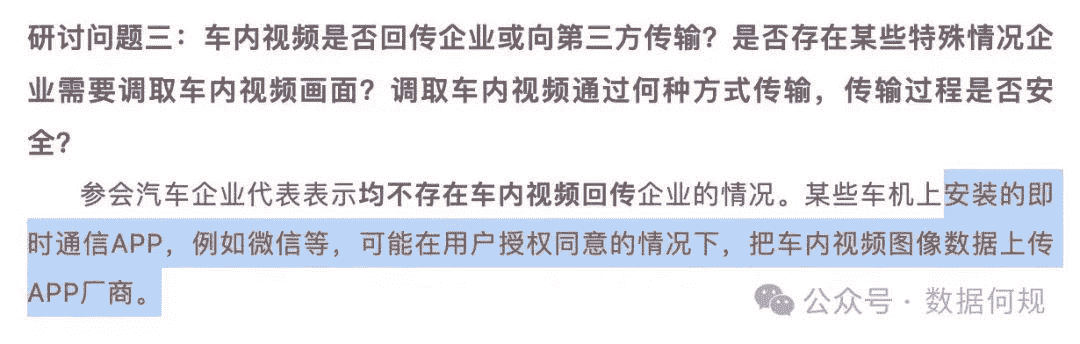 研讨问题三：车内视频是否回传企业或向第三方传输？是否存在某些特殊情况企
业需要调取车内视频画面？调取车内视频通过何种方式传输，传输过程是否安
全？
参会汽车企业代表表示均不存在车内视频回传企业的情况。某些车机上安装的即
时通信APP，例如微信等，可能在用户授权同意的情况下，把车内视频图像数据上传
APP厂商。
公众号·数据何规